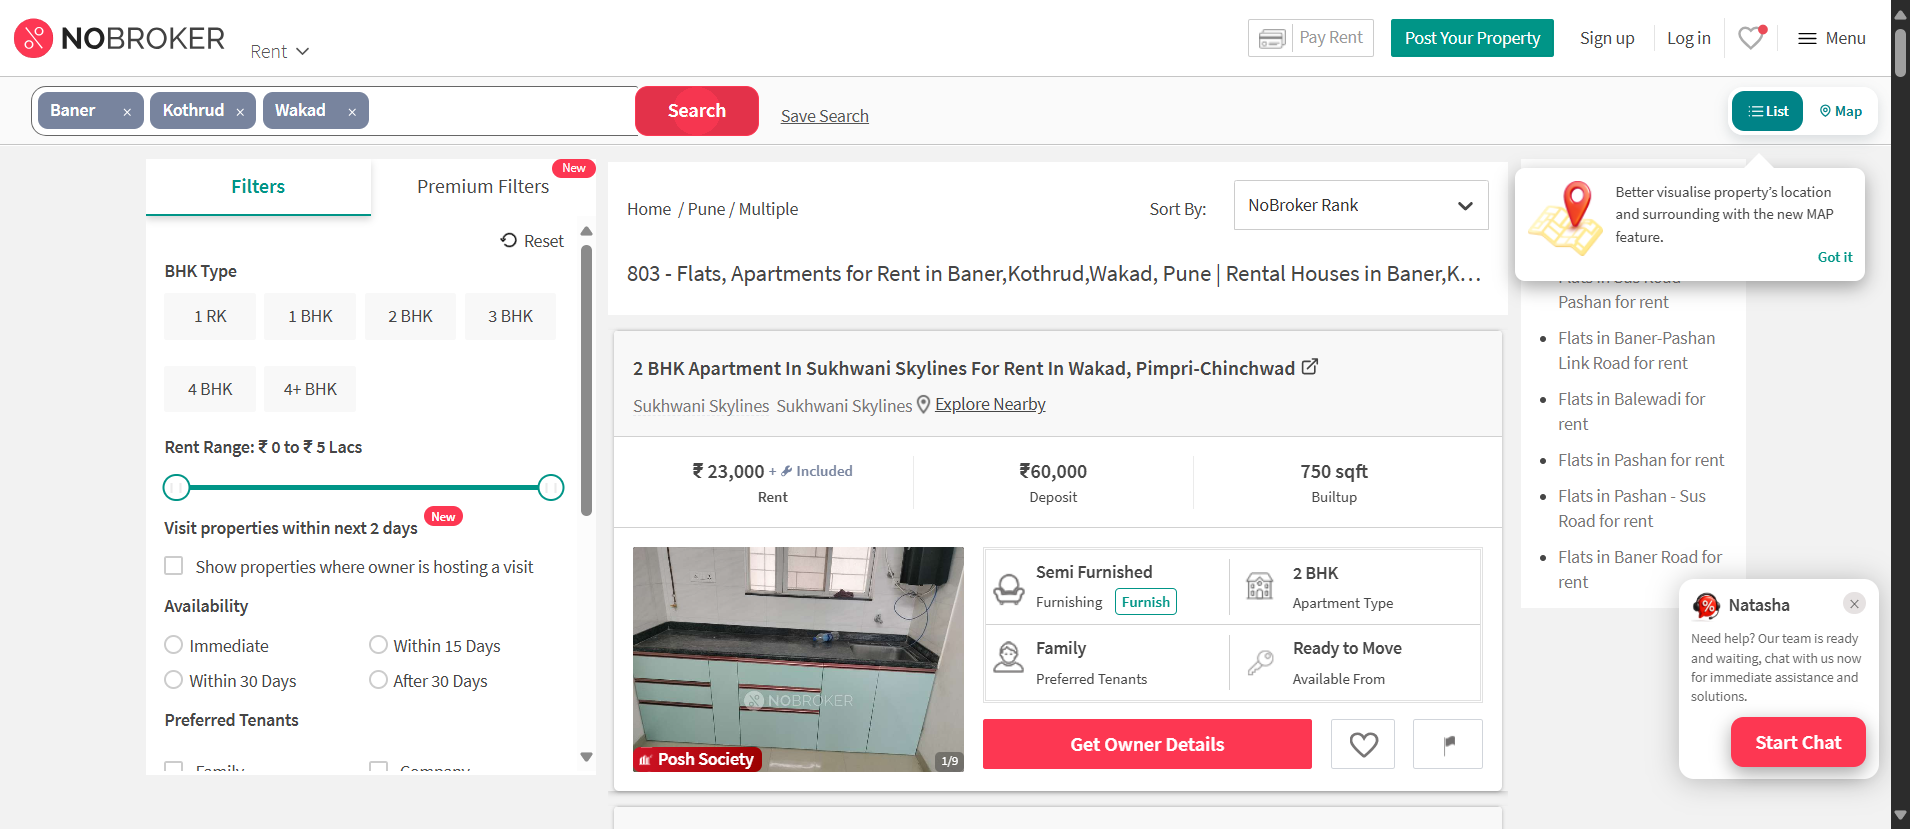 NOBROKER
Rent
Pay Rent
Post Your Property
Sign up
Log in
Menu
Baner ×
Kothrud ×
Wakad ×
Search
Save Search
List
Map
Filters
Premium Filters
New
Reset
BHK Type
1 RK
1 BHK
2 BHK
3 BHK
4 BHK
4+ BHK
Rent Range: ₹ 0 to ₹ 5 Lacs
Visit properties within next 2 days New
Show properties where owner is hosting a visit
Availability
Immediate
Within 15 Days
Within 30 Days
After 30 Days
Preferred Tenants
Family
Company
Home / Pune / Multiple
Sort By:
NoBroker Rank
803 - Flats, Apartments for Rent in Baner,Kothrud,Wakad, Pune | Rental Houses in Baner,K...
2 BHK Apartment In Sukhwani Skylines For Rent In Wakad, Pimpri-Chinchwad
Sukhwani Skylines Sukhwani Skylines Explore Nearby
₹ 23,000 + Included
Rent
₹60,000
Deposit
750 sqft
Builtup
NOBROKER
Posh Society
1/9
Semi Furnished
Furnishing Furnish
2 BHK
Apartment Type
Family
Preferred Tenants
Ready to Move
Available From
Get Owner Details
Better visualise property's location
and surrounding with the new MAP
feature.
Got it
Flats in Sus Road
Pashan for rent
Flats in Baner-Pashan
Link Road for rent
Flats in Balewadi for
rent
Flats in Pashan for rent
Flats in Pashan - Sus
Road for rent
Flats in Baner Road for
rent
Natasha
Need help? Our team is ready
and waiting, chat with us now
for immediate assistance and
solutions.
Start Chat